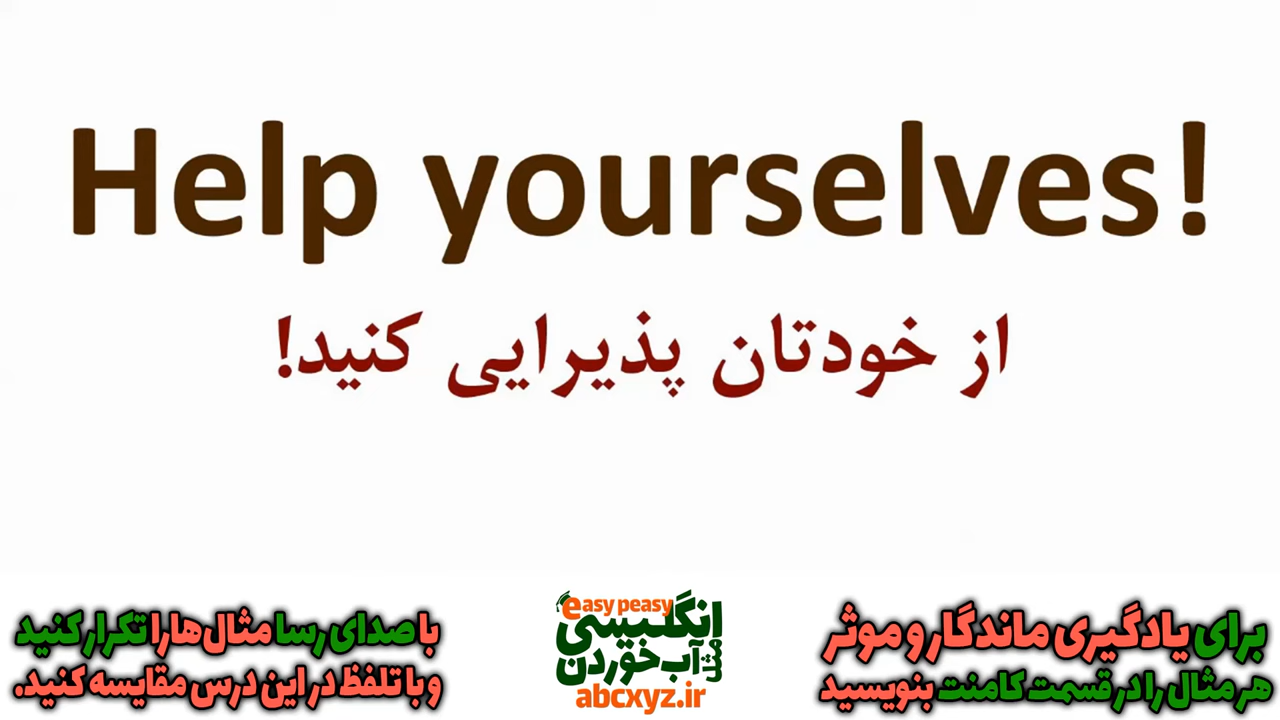 Help yourselves!
از خودتان پذیرایی کنید!
برای یادگیری ماندگار و موثر
هر مثال را در قسمت کامنت بنویسید
easy peasy
انگلیسی
مثل آب خوردن
abcxyz.ir
با صدای رسا مثال‌ها را تکرار کنید
و با تلفظ در این درس مقایسه کنید.